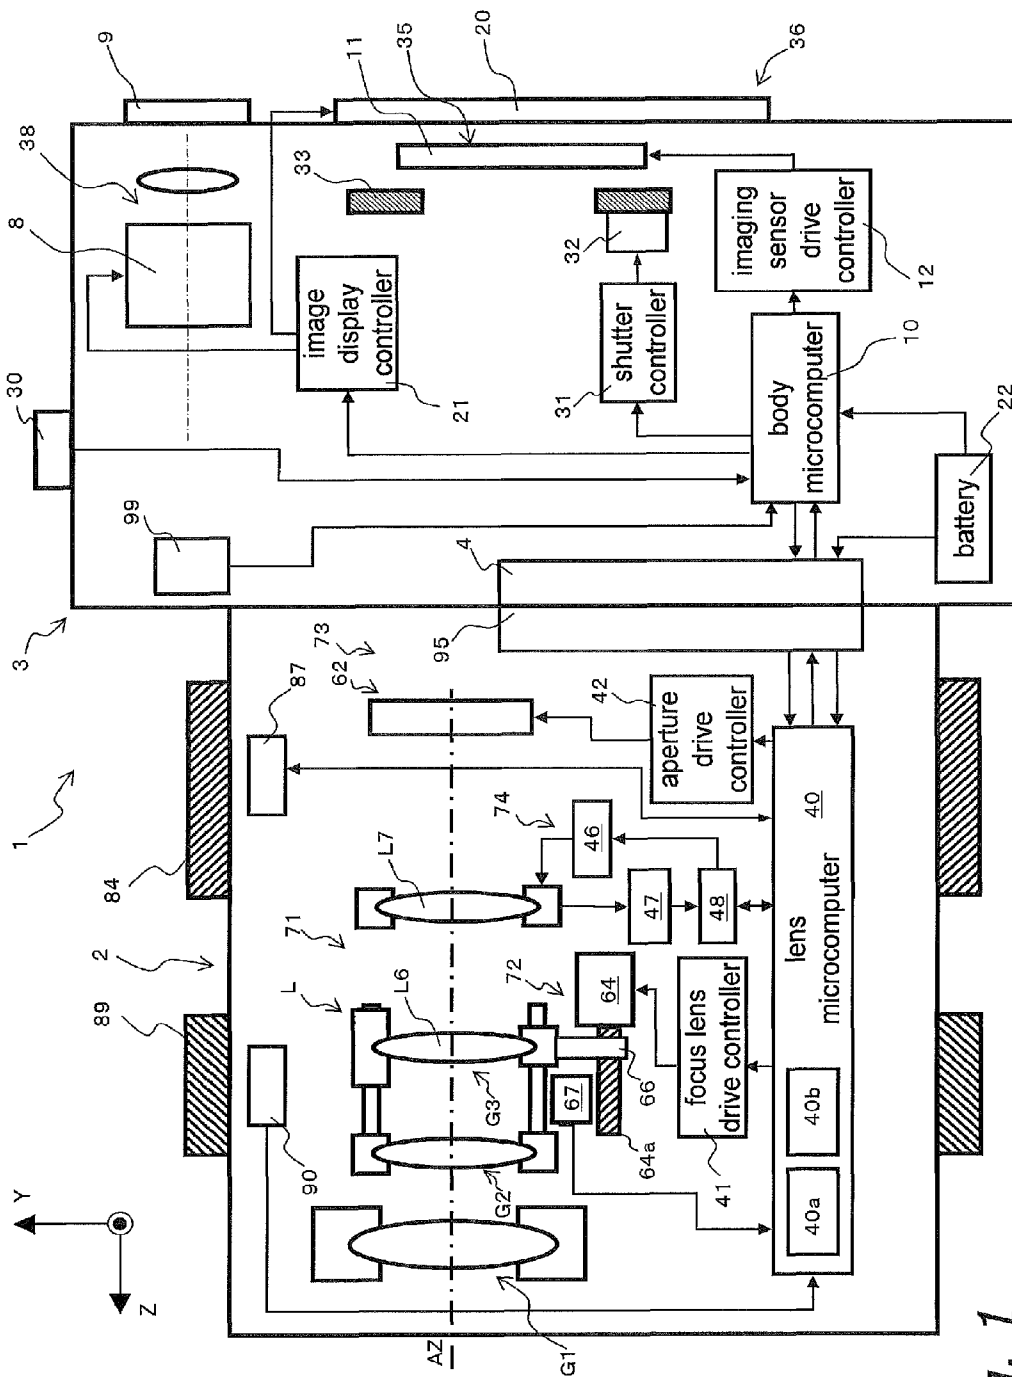 9
38
8
30
99
3
11
35
20
36
33
32
imaging
sensor
drive
controller
12
image
display
controller
21
shutter
controller
31
body
microcomputer
10
battery
22
4
95
73
62
87
84
1
2
89
42
aperture
drive
controller
74
46
47
48
L7
71
L
L6
72
64
66
67
64a
G3
G2
G1
90
focus lens
drive controller
41
lens
microcomputer
40
40b
40a
AZ
Y
Z